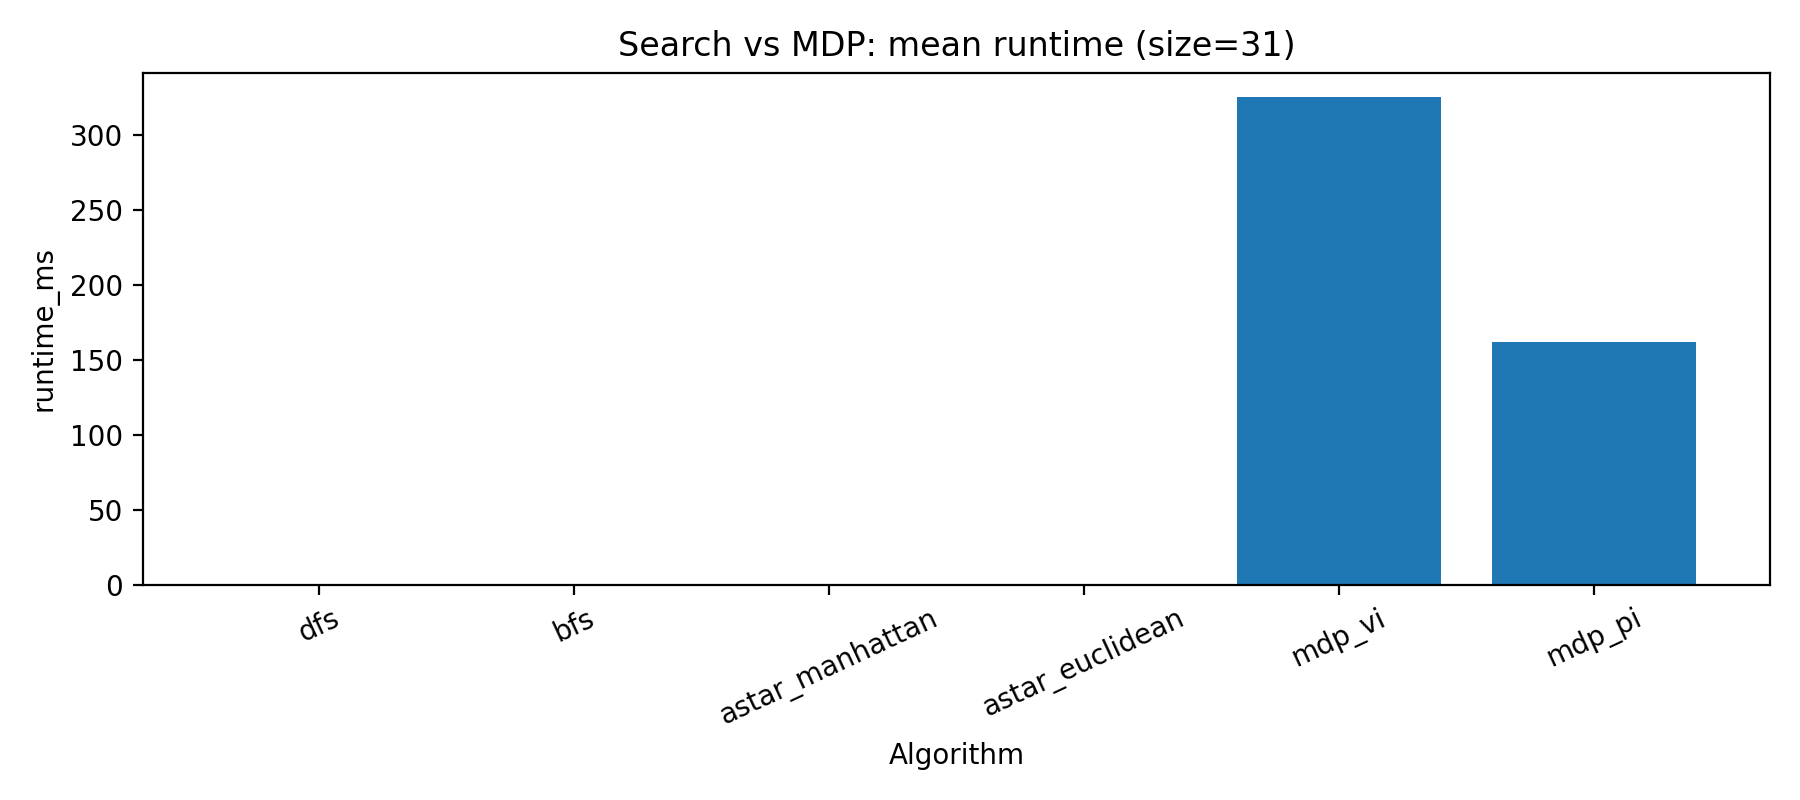 Search vs MDP: mean runtime (size=31)
runtime_ms
300
250
200
150
100
50
0
dfs
bfs
astar_manhattan
astar_euclidean
mdp_vi
mdp_pi
Algorithm